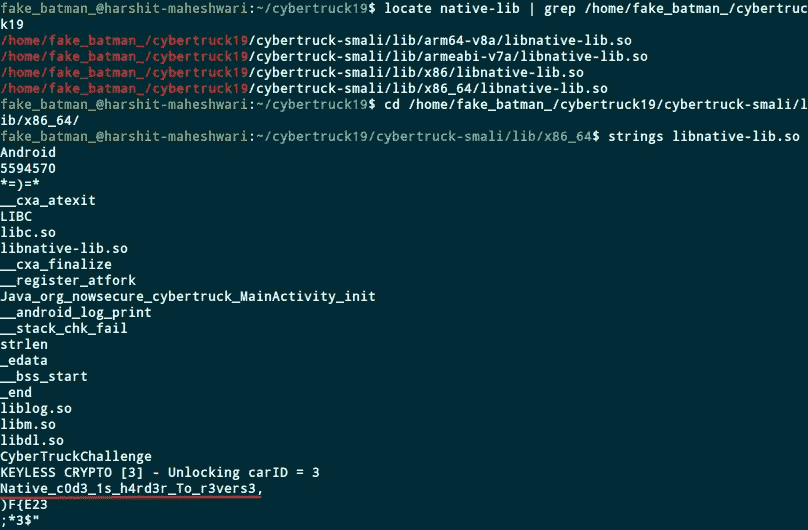 fake_batman_@harshit-maheshwari:~/cybertruck19$ locate native-lib | grep /home/fake_batman_/cybertruc
k19
/home/fake_batman_/cybertruck19/cybertruck-smali/lib/arm64-v8a/libnative-lib.so
/home/fake_batman_/cybertruck19/cybertruck-smali/lib/armeabi-v7a/libnative-lib.so
/home/fake_batman_/cybertruck19/cybertruck-smali/lib/x86/libnative-lib.so
/home/fake_batman_/cybertruck19/cybertruck-smali/lib/x86_64/libnative-lib.so
fake_batman_@harshit-maheshwari:~/cybertruck19$ cd /home/fake_batman_/cybertruck19/cybertruck-smali/l
ib/x86_64/
fake_batman_@harshit-maheshwari:~/cybertruck19/cybertruck-smali/lib/x86_64$ strings libnative-lib.so
Android
5594570
*=)=*
__cxa_atexit
LIBC
libc.so
libnative-lib.so
__cxa_finalize
__register_atfork
Java_org_nowsecure_cybertruck_MainActivity_init
__android_log_print
__stack_chk_fail
strlen
_edata
__bss_start
_end
liblog.so
libm.so
libdl.so
CyberTruckChallenge
KEYLESS CRYPTO [3] - Unlocking carID = 3
Native_c0d3_1s_h4rd3r_To_r3vers3,
)F{E23
;*3$"